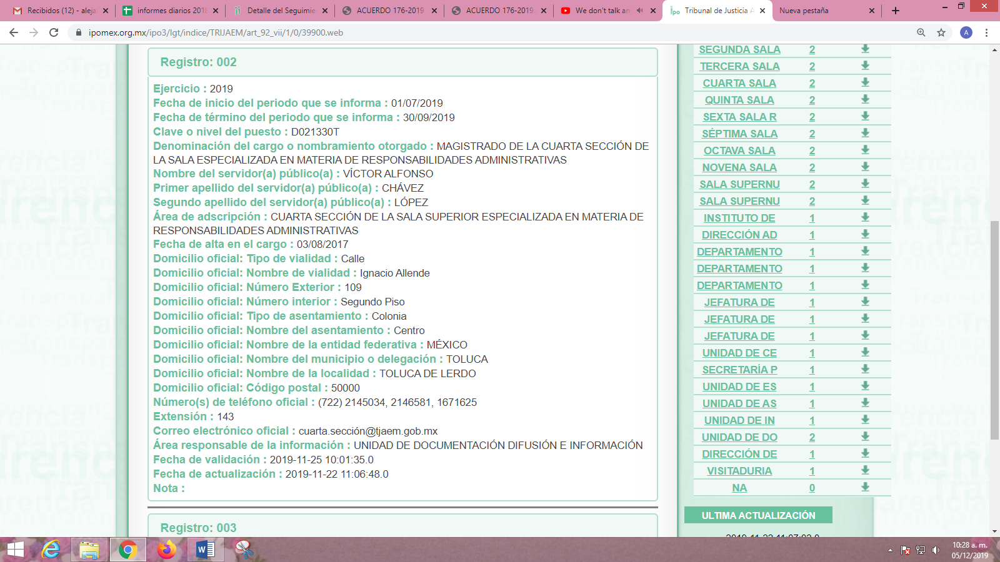 Recibidos (12) - aleja
informes diarios 2018
Detalle del Seguimie
ACUERDO 176-2019
ACUERDO 176-2019
We don't talk an
Tribunal de Justicia A
Nueva pestaña
ipomex.org.mx/ipo3/lgt/indice/TRIJAEM/art_92_vii/1/0/39900.web
A
Registro: 002
Ejercicio : 2019
Fecha de inicio del periodo que se informa : 01/07/2019
Fecha de término del periodo que se informa : 30/09/2019
Clave o nivel del puesto : D021330T
Denominación del cargo o nombramiento otorgado : MAGISTRADO DE LA CUARTA SECCIÓN DE
LA SALA ESPECIALIZADA EN MATERIA DE RESPONSABILIDADES ADMINISTRATIVAS
Nombre del servidor(a) público(a) : VÍCTOR ALFONSO
Primer apellido del servidor(a) público(a) : CHÁVEZ
Segundo apellido del servidor(a) público(a) : LÓPEZ
Área de adscripción : CUARTA SECCIÓN DE LA SALA SUPERIOR ESPECIALIZADA EN MATERIA DE
RESPONSABILIDADES ADMINISTRATIVAS
Fecha de alta en el cargo : 03/08/2017
Domicilio oficial: Tipo de vialidad : Calle
Domicilio oficial: Nombre de vialidad : Ignacio Allende
Domicilio oficial: Número Exterior : 109
Domicilio oficial: Número interior : Segundo Piso
Domicilio oficial: Tipo de asentamiento : Colonia
Domicilio oficial: Nombre del asentamiento : Centro
Domicilio oficial: Nombre de la entidad federativa : MÉXICO
Domicilio oficial: Nombre del municipio o delegación : TOLUCA
Domicilio oficial: Nombre de la localidad : TOLUCA DE LERDO
Domicilio oficial: Código postal : 50000
Número(s) de teléfono oficial : (722) 2145034, 2146581, 1671625
Extensión : 143
Correo electrónico oficial : cuarta.sección@tjaem.gob.mx
Área responsable de la información : UNIDAD DE DOCUMENTACIÓN DIFUSIÓN E INFORMACIÓN
Fecha de validación : 2019-11-25 10:01:35.0
Fecha de actualización : 2019-11-22 11:06:48.0
Nota :
Registro: 003
SEGUNDA SALA 2
TERCERA SALA 2
CUARTA SALA 2
QUINTA SALA 2
SEXTA SALA R 2
SÉPTIMA SALA 2
OCTAVA SALA 2
NOVENA SALA 2
SALA SUPERNU 2
SALA SUPERNU 2
INSTITUTO DE 1
DIRECCIÓN AD 1
DEPARTAMENTO 1
DEPARTAMENTO 1
DEPARTAMENTO 1
JEFATURA DE 1
JEFATURA DE 1
JEFATURA DE 1
UNIDAD DE CE 1
SECRETARÍA P 1
UNIDAD DE ES 1
UNIDAD DE AS 1
UNIDAD DE IN 1
UNIDAD DE DO 2
DIRECCIÓN DE 1
VISITADURIA 1
NA 0
ULTIMA ACTUALIZACIÓN
10:28 a. m.
05/12/2019